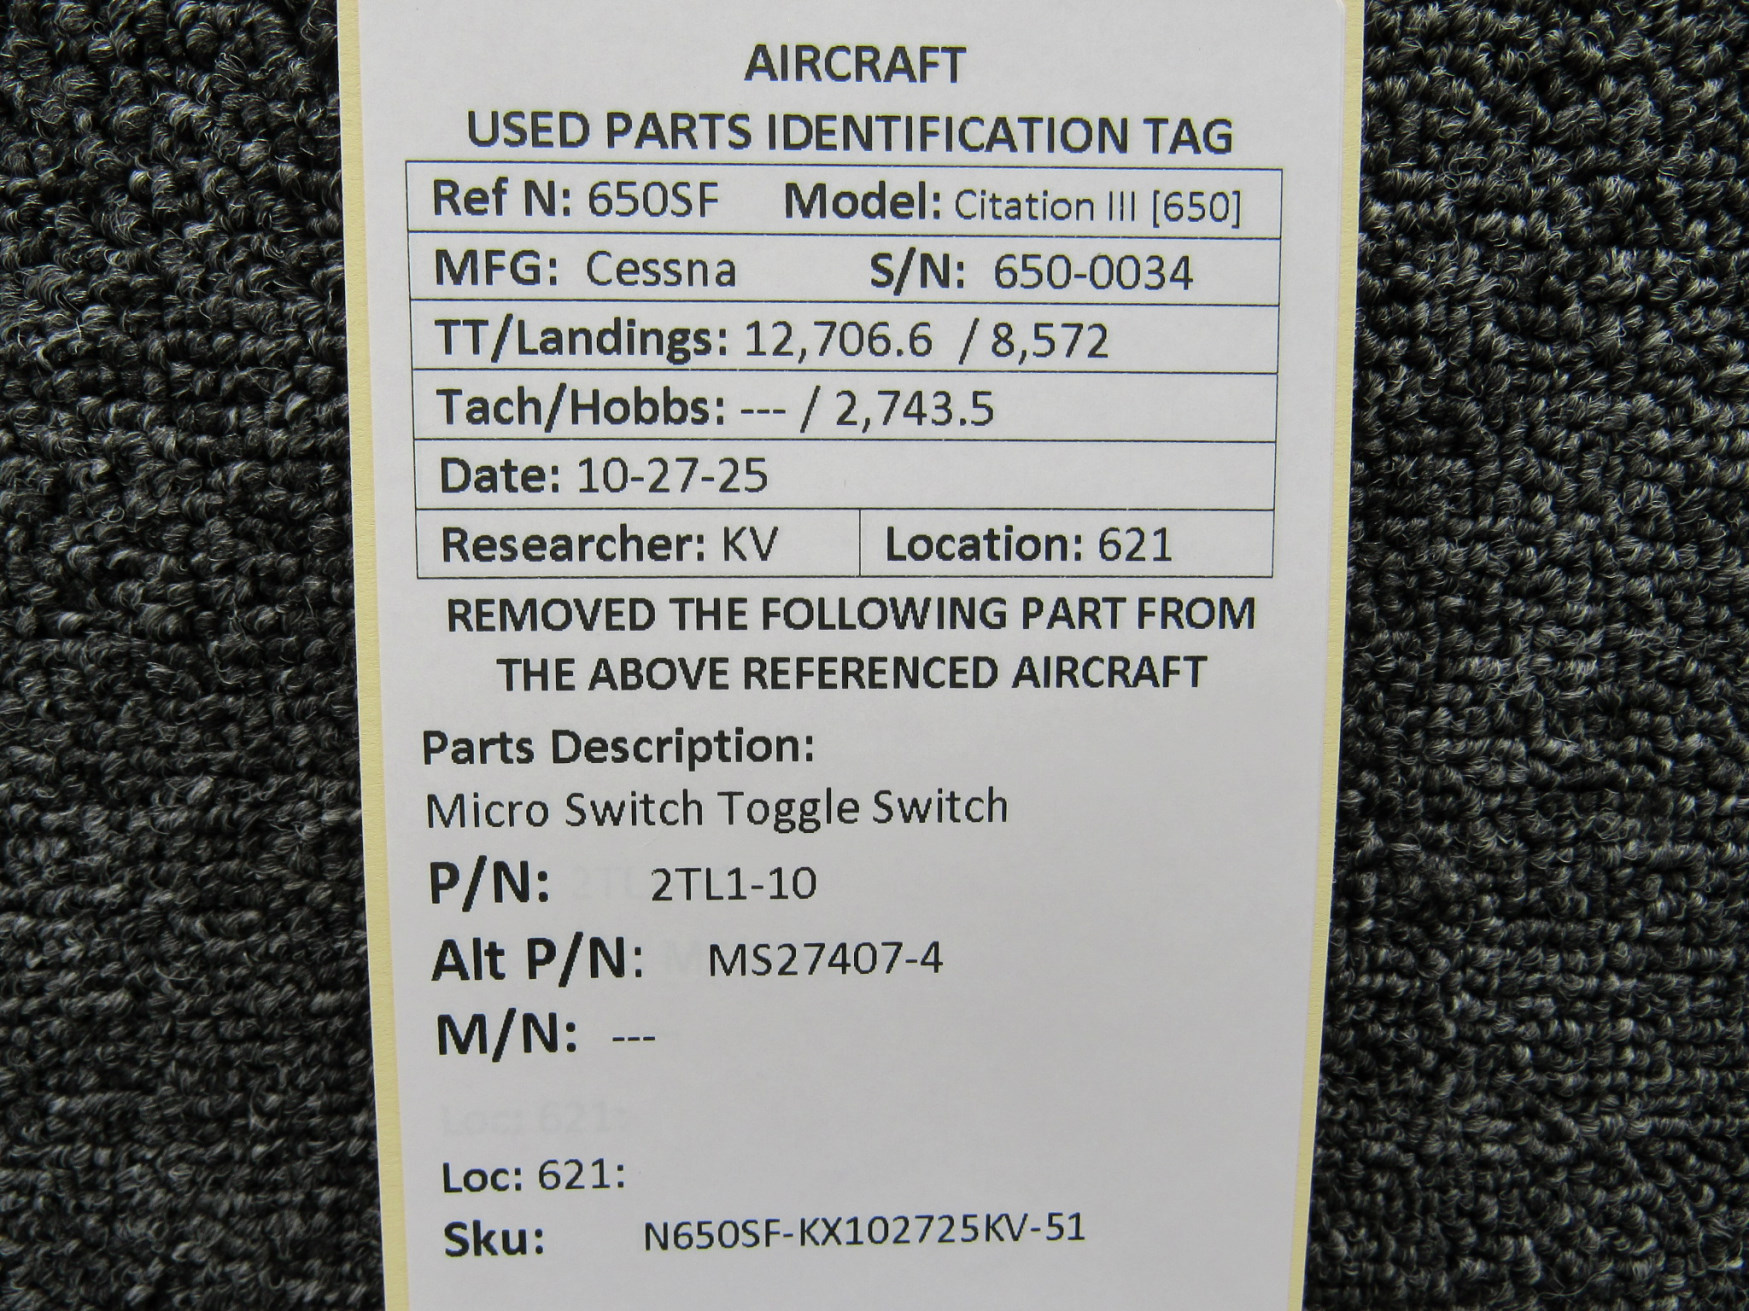 AIRCRAFT
USED PARTS IDENTIFICATION TAG
Ref N: 650SF Model: Citation III [650]
MFG: Cessna S/N: 650-0034
TT/Landings: 12,706.6 / 8,572
Tach/Hobbs: --- / 2,743.5
Date: 10-27-25
Researcher: KV Location: 621
REMOVED THE FOLLOWING PART FROM
THE ABOVE REFERENCED AIRCRAFT
Parts Description:
Micro Switch Toggle Switch
P/N: 2TL1-10
Alt P/N: MS27407-4
M/N: ---
Loc: 621:
Loc: 621:
Sku: N650SF-KX102725KV-51